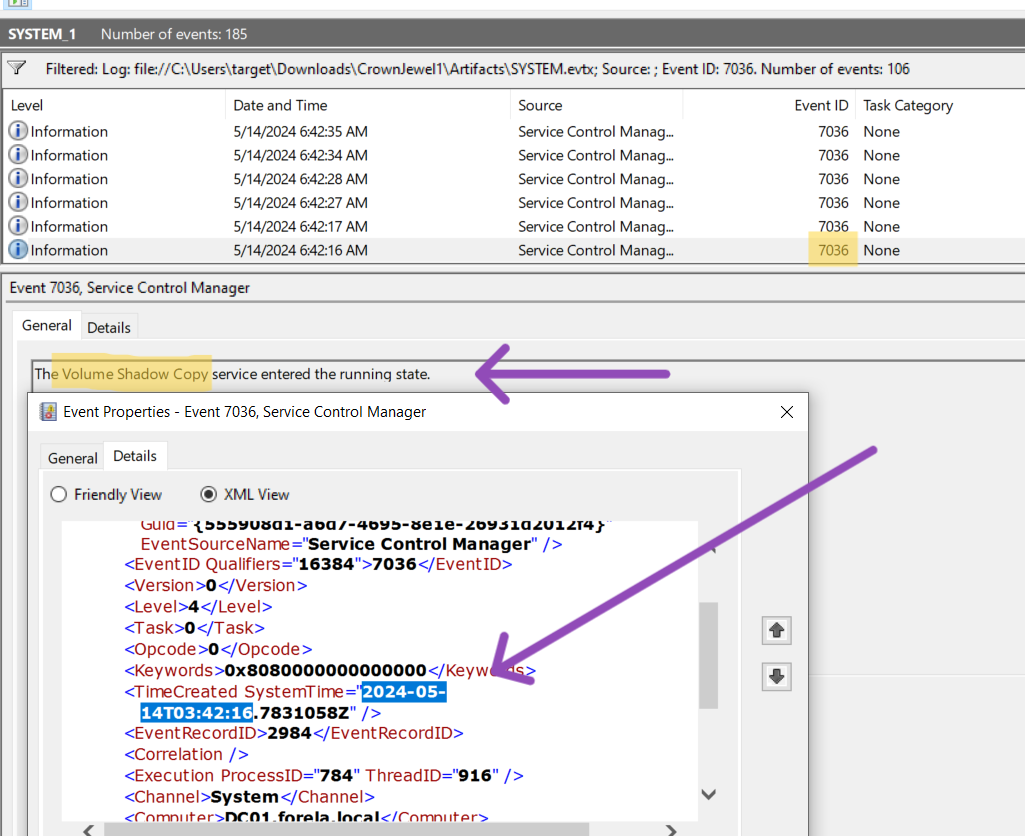 SYSTEM_1 Number of events: 185
Filtered: Log: file://C:\Users\target\Downloads\CrownJewel1\Artifacts\SYSTEM.evtx; Source: ; Event ID: 7036. Number of events: 106
Level Date and Time Source Event ID Task Category
Information 5/14/2024 6:42:35 AM Service Control Manag... 7036 None
Information 5/14/2024 6:42:34 AM Service Control Manag... 7036 None
Information 5/14/2024 6:42:28 AM Service Control Manag... 7036 None
Information 5/14/2024 6:42:27 AM Service Control Manag... 7036 None
Information 5/14/2024 6:42:17 AM Service Control Manag... 7036 None
Information 5/14/2024 6:42:16 AM Service Control Manag... 7036 None
Event 7036, Service Control Manager
General Details
The Volume Shadow Copy service entered the running state.
Event Properties - Event 7036, Service Control Manager
General Details
Friendly View XML View
Guid="{555908d1-a6d7-4695-8e1e-26931d2012f4}"
EventSourceName="Service Control Manager" />
<EventID Qualifiers="16384">7036</EventID>
<Version>0</Version>
<Level>4</Level>
<Task>0</Task>
<Opcode>0</Opcode>
<Keywords>0x8080000000000000</Keywords>
<TimeCreated SystemTime="2024-05-
14T03:42:16.7831058Z" />
<EventRecordID>2984</EventRecordID>
<Correlation />
<Execution ProcessID="784" ThreadID="916" />
<Channel>System</Channel>
<Computer>DC01.forela.local</Computer>